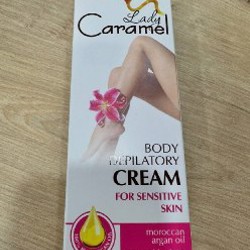 Lady
Caramel
BODY
DEPILATORY
CREAM
FOR SENSITIVE
SKIN
moroccan
argan oil